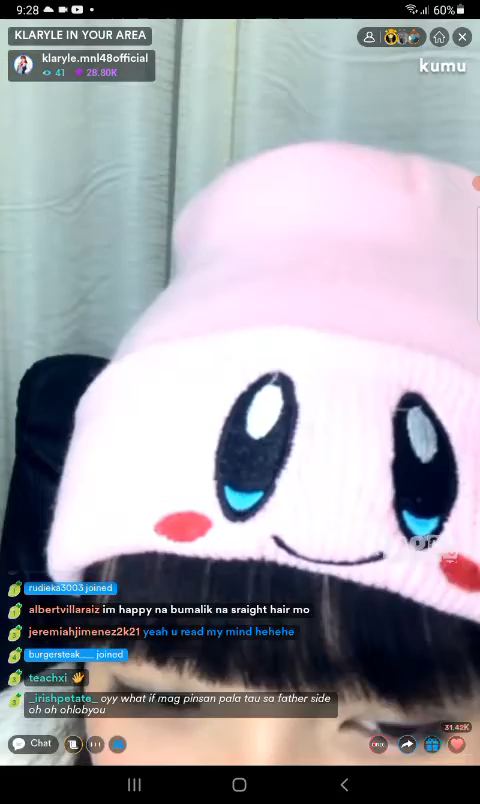 9:28
60%
KLARYLE IN YOUR AREA
klaryle.mnl48official
41 28.80K
kumu
rudieka3003 joined
albertvillaraiz im happy na bumalik na sraight hair mo
jeremiahjimenez2k21 yeah u read my mind hehehe
burgersteak___ joined
teachxi 👋
_irishpetate_ oyy what if mag pinsan pala tau sa father side
oh oh ohlobyou
31.42K
Chat